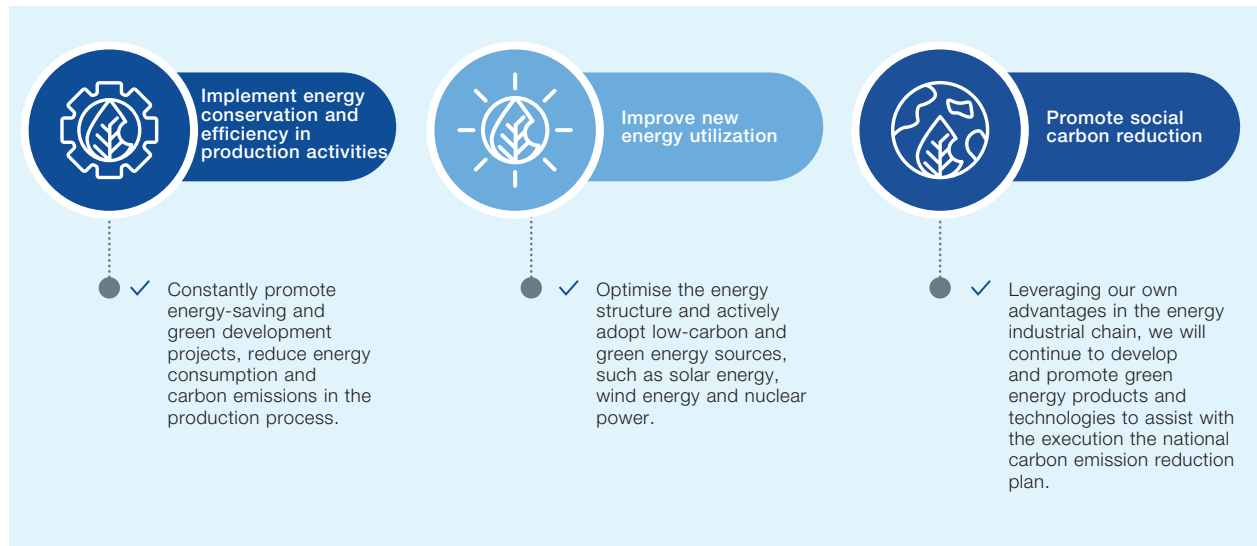 Implement energy
conservation and
efficiency in
production activities
Constantly promote
energy-saving and
green development
projects, reduce energy
consumption and
carbon emissions in the
production process.
Improve new
energy utilization
Optimise the energy
structure and actively
adopt low-carbon and
green energy sources,
such as solar energy,
wind energy and nuclear
power.
Promote social
carbon reduction
Leveraging our own
advantages in the energy
industrial chain, we will
continue to develop
and promote green
energy products and
technologies to assist with
the execution the national
carbon emission reduction
plan.